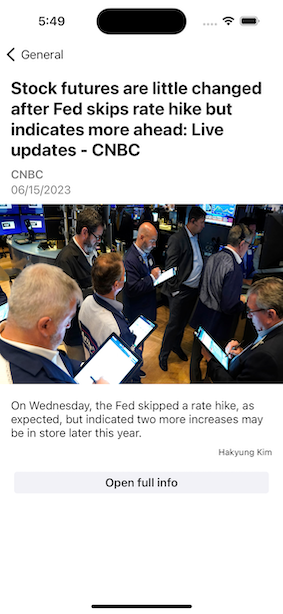 5:49
General
Stock futures are little changed
after Fed skips rate hike but
indicates more ahead: Live
updates - CNBC
CNBC
06/15/2023
On Wednesday, the Fed skipped a rate hike, as
expected, but indicated two more increases may
be in store later this year.
Hakyung Kim
Open full info